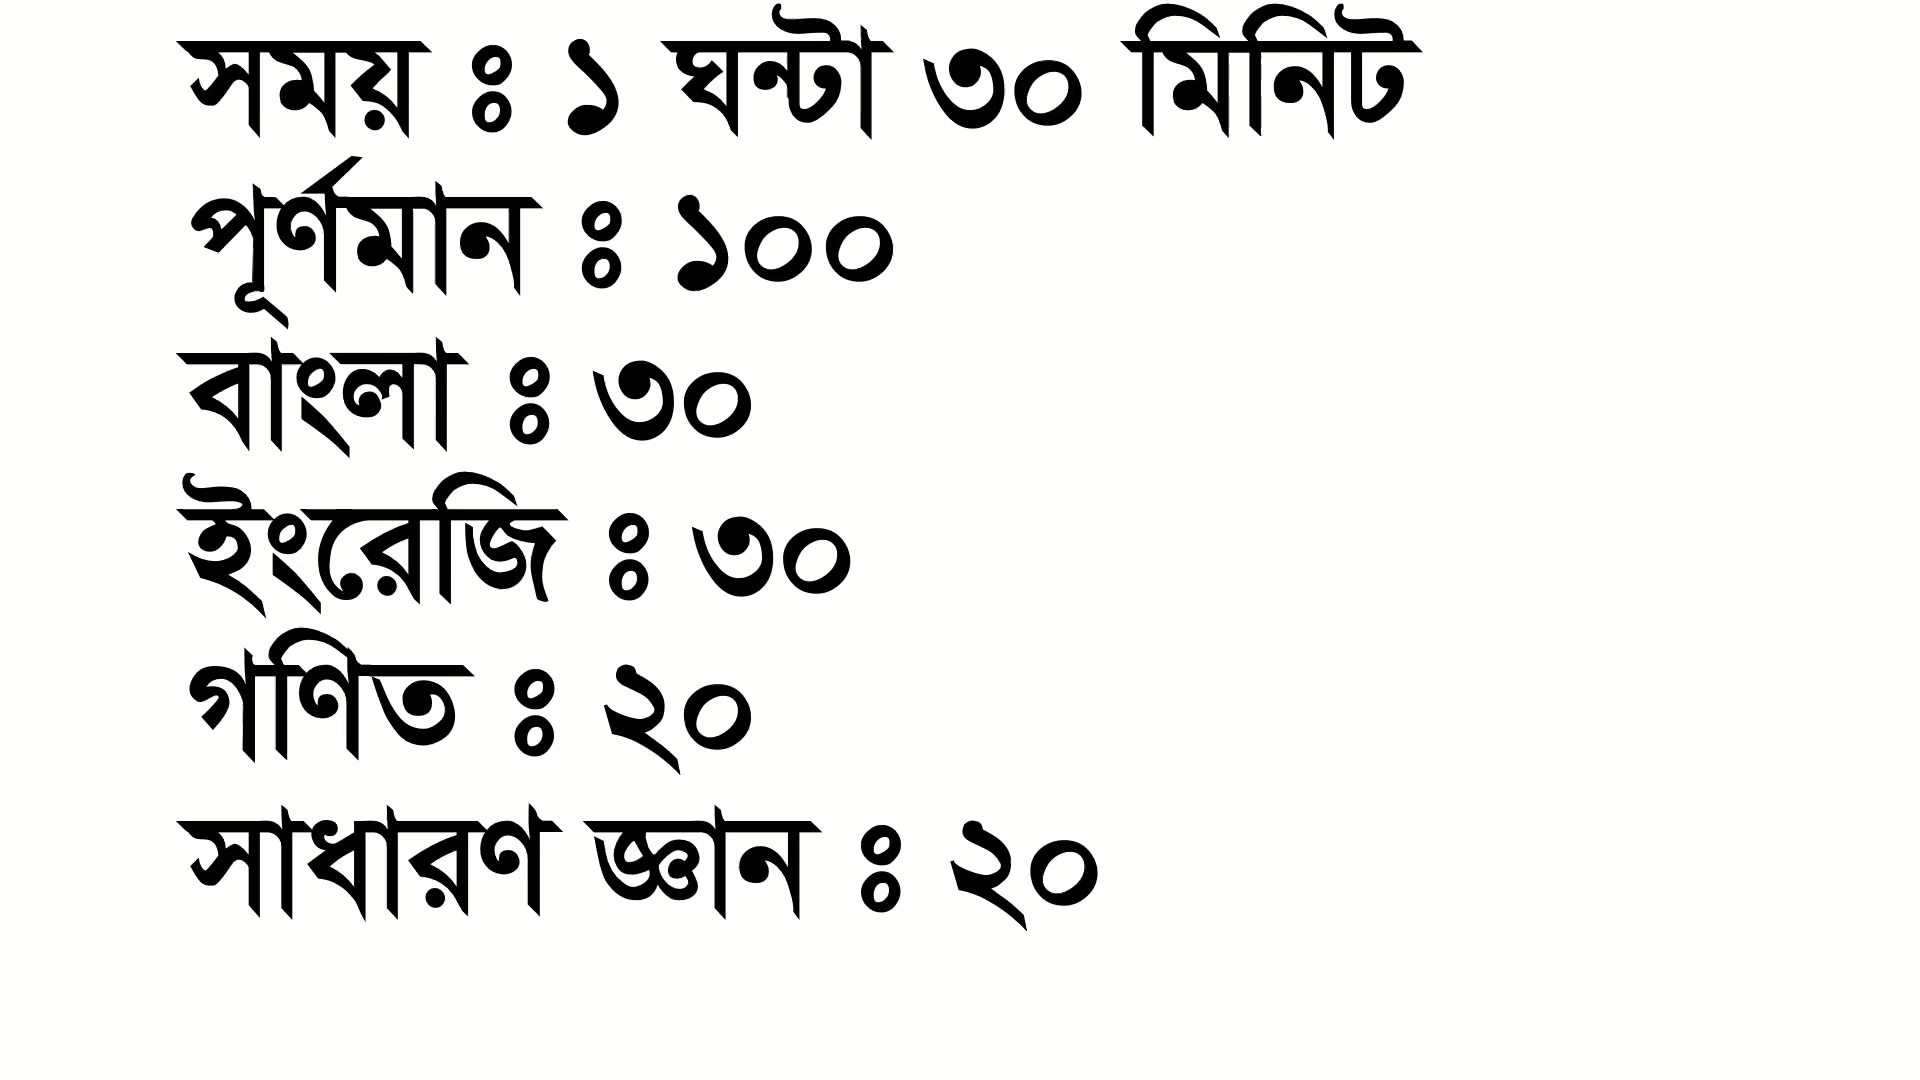 সময় ঃ ১ ঘন্টা ৩০ মিনিট
পূর্ণমান ঃ ১০০
বাংলা ঃ ৩০
ইংরেজি ঃ ৩০
গণিত ঃ ২০
সাধারণ জ্ঞান ঃ ২০